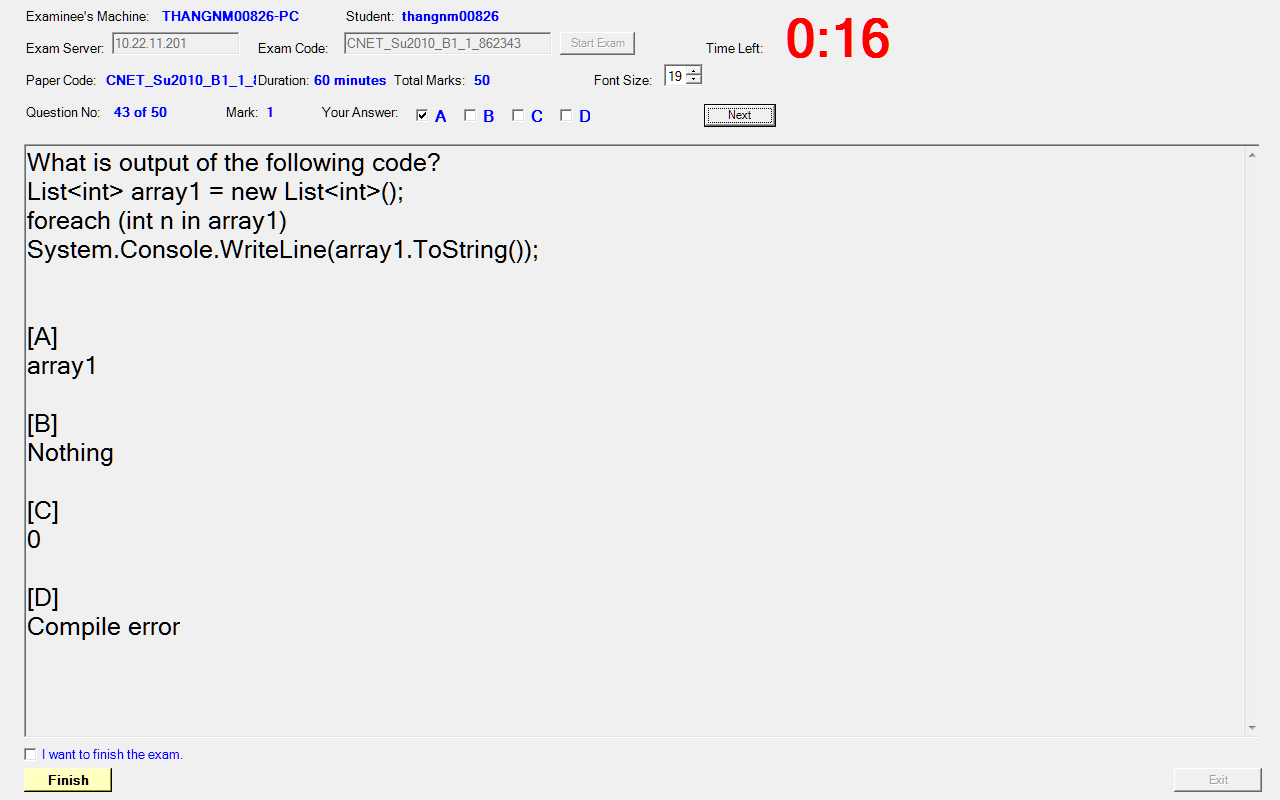 Examinee's Machine: THANGNM00826-PC Student: thangnm00826
Exam Server: 10.22.11.201 Exam Code: CNET_Su2010_B1_1_862343 Start Exam Time Left: 0:16
Paper Code: CNET_Su2010_B1_1_ Duration: 60 minutes Total Marks: 50 Font Size: 19
Question No: 43 of 50 Mark: 1 Your Answer: A B C D Next
What is output of the following code?
List<int> array1 = new List<int>();
foreach (int n in array1)
System.Console.WriteLine(array1.ToString());
[A]
array1
[B]
Nothing
[C]
0
[D]
Compile error
I want to finish the exam.
Finish Exit